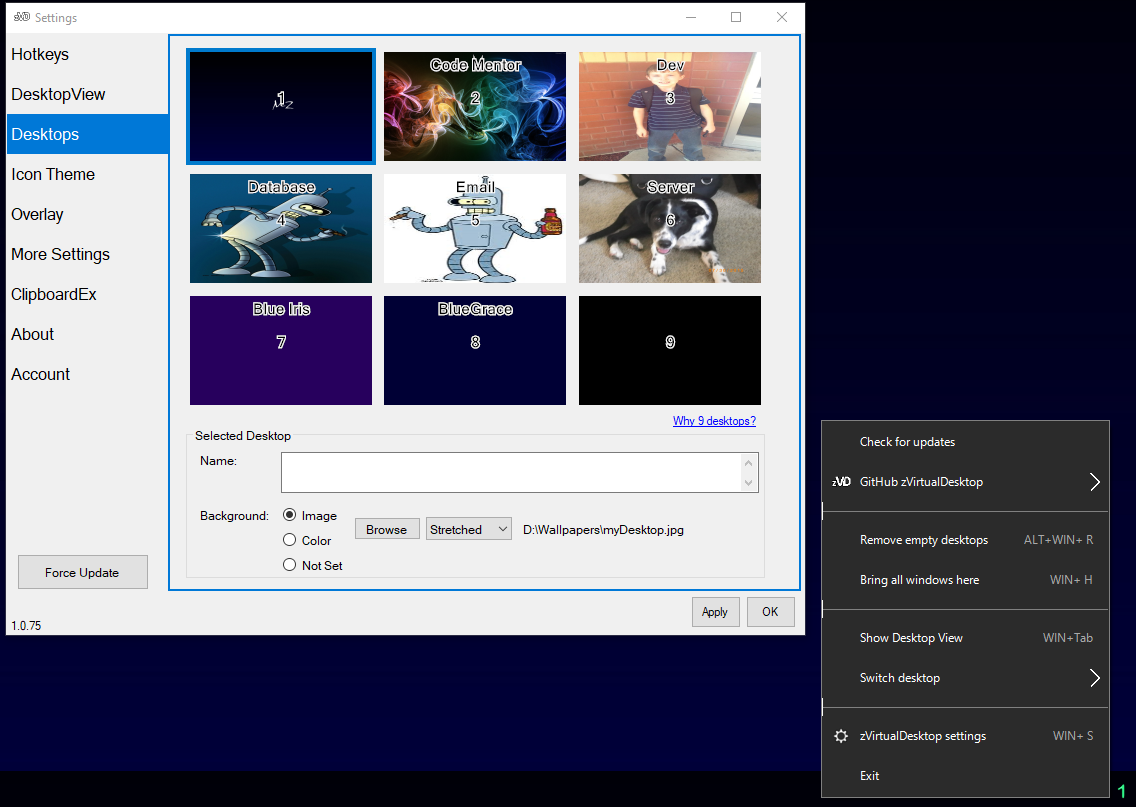 zVD Settings
Hotkeys
DesktopView
Desktops
Icon Theme
Overlay
More Settings
ClipboardEx
About
Account
Force Update
1.0.75
1
Code Mentor
2
Dev
3
Database
4
Email
5
Server
6
Blue Iris
7
BlueGrace
8
9
Why 9 desktops?
Selected Desktop
Name:
Background:
Image
Color
Not Set
Browse
Stretched
D:\Wallpapers\myDesktop.jpg
Apply
OK
Check for updates
zVD GitHub zVirtualDesktop
Remove empty desktops ALT+WIN+ R
Bring all windows here WIN+ H
Show Desktop View WIN+Tab
Switch desktop
zVirtualDesktop settings WIN+ S
Exit
1